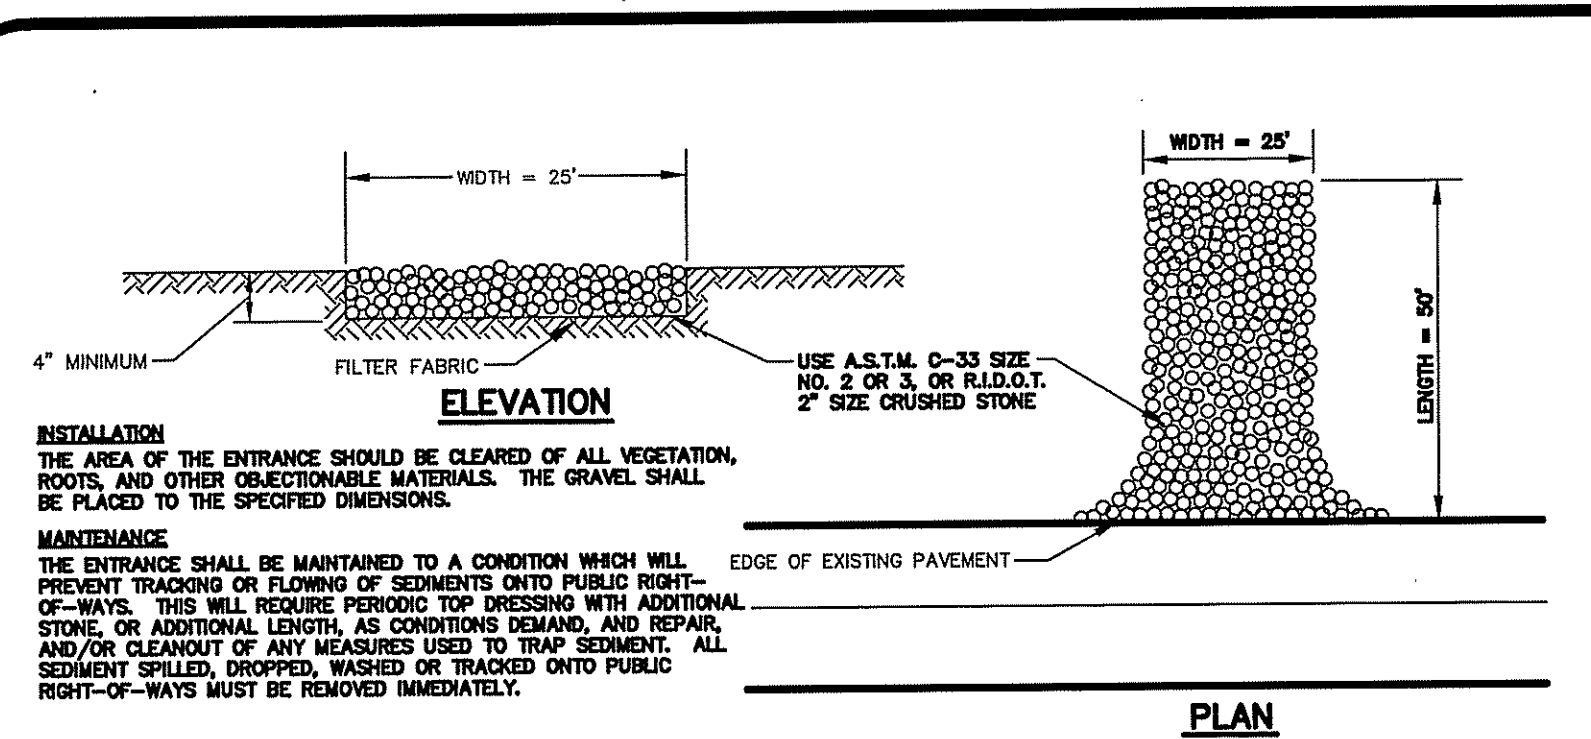 WIDTH = 25'
4" MINIMUM
FILTER FABRIC
ELEVATION
USE A.S.T.M. C-33 SIZE
NO. 2 OR 3, OR R.I.D.O.T.
2" SIZE CRUSHED STONE
INSTALLATION
THE AREA OF THE ENTRANCE SHOULD BE CLEARED OF ALL VEGETATION,
ROOTS, AND OTHER OBJECTIONABLE MATERIALS. THE GRAVEL SHALL
BE PLACED TO THE SPECIFIED DIMENSIONS.
MAINTENANCE
THE ENTRANCE SHALL BE MAINTAINED TO A CONDITION WHICH WILL
PREVENT TRACKING OR FLOWING OF SEDIMENTS ONTO PUBLIC RIGHT-
OF-WAYS. THIS WILL REQUIRE PERIODIC TOP DRESSING WITH ADDITIONAL
STONE, OR ADDITIONAL LENGTH, AS CONDITIONS DEMAND, AND REPAIR,
AND/OR CLEANOUT OF ANY MEASURES USED TO TRAP SEDIMENT. ALL
SEDIMENT SPILLED, DROPPED, WASHED OR TRACKED ONTO PUBLIC
RIGHT-OF-WAYS MUST BE REMOVED IMMEDIATELY.
WIDTH = 25'
LENGTH = 50'
EDGE OF EXISTING PAVEMENT
PLAN